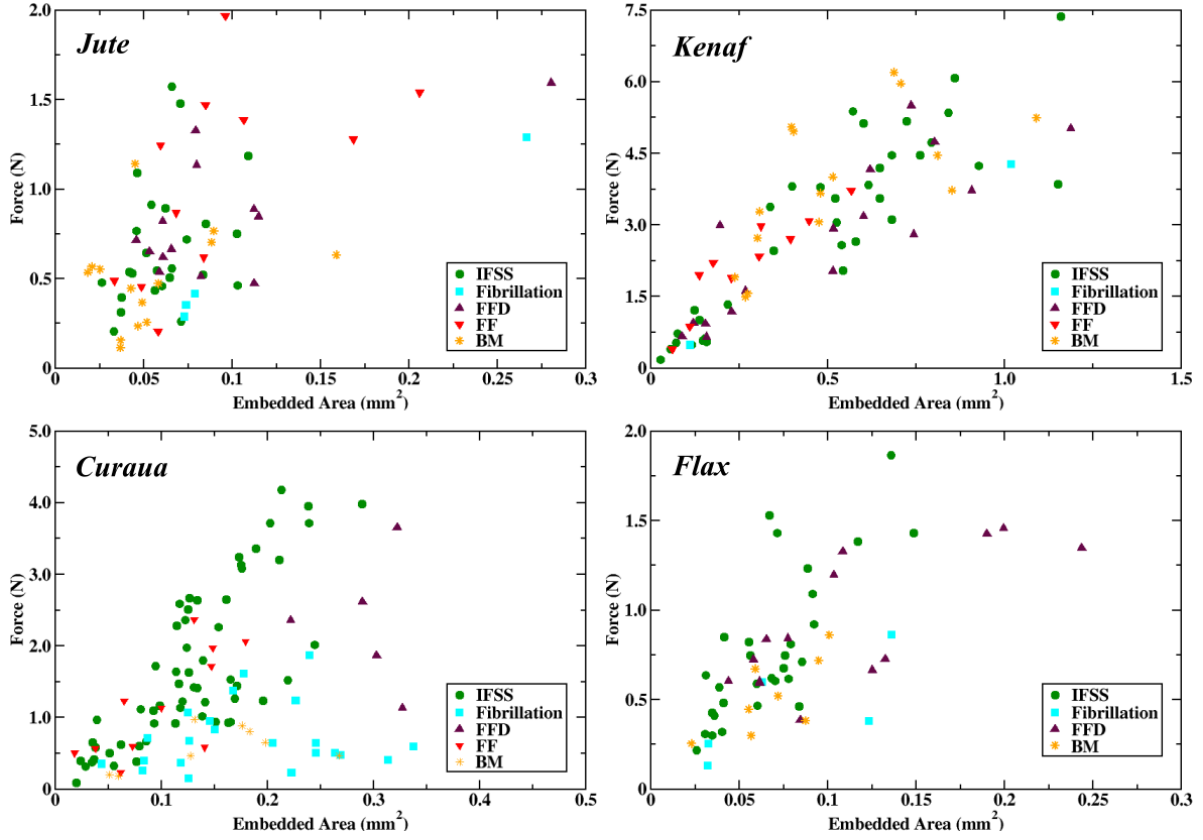 Jute
2.0
1.5
1.0
0.5
0
Force (N)
0 0.05 0.1 0.15 0.2 0.25 0.3
Embedded Area (mm²)
IFSS
Fibrillation
FFD
FF
BM
Kenaf
7.5
6.0
4.5
3.0
1.5
0
Force (N)
0 0.5 1.0 1.5
Embedded Area (mm²)
IFSS
Fibrillation
FFD
FF
BM
Curaua
5.0
4.0
3.0
2.0
1.0
0
Force (N)
0 0.1 0.2 0.3 0.4 0.5
Embedded Area (mm²)
IFSS
Fibrillation
FFD
FF
BM
Flax
2.0
1.5
1.0
0.5
0
Force (N)
0 0.05 0.1 0.15 0.2 0.25 0.3
Embedded Area (mm²)
IFSS
Fibrillation
FFD
BM